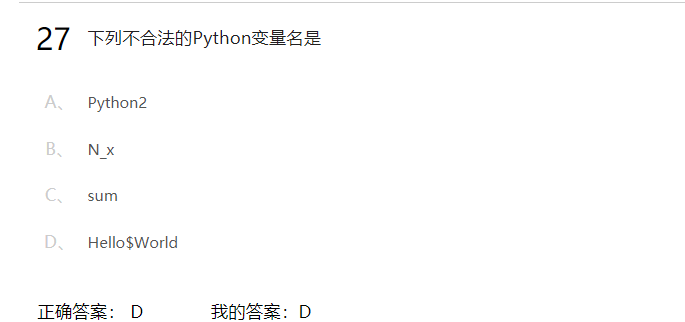 27 下列不合法的Python变量名是
A、 Python2
B、 N_x
C、 sum
D、 Hello$World
正确答案： D 我的答案：D